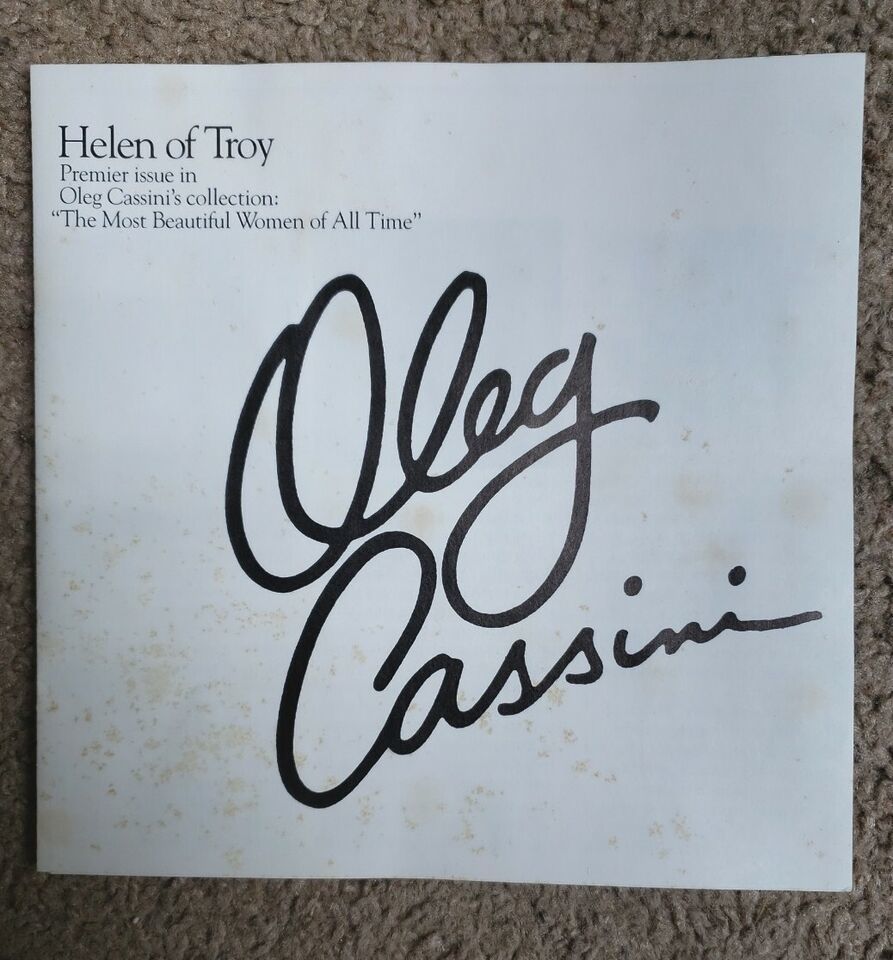 Helen of Troy
Premier issue in
Oleg Cassini's collection:
“The Most Beautiful Women of All Time”
Oleg
Cassini